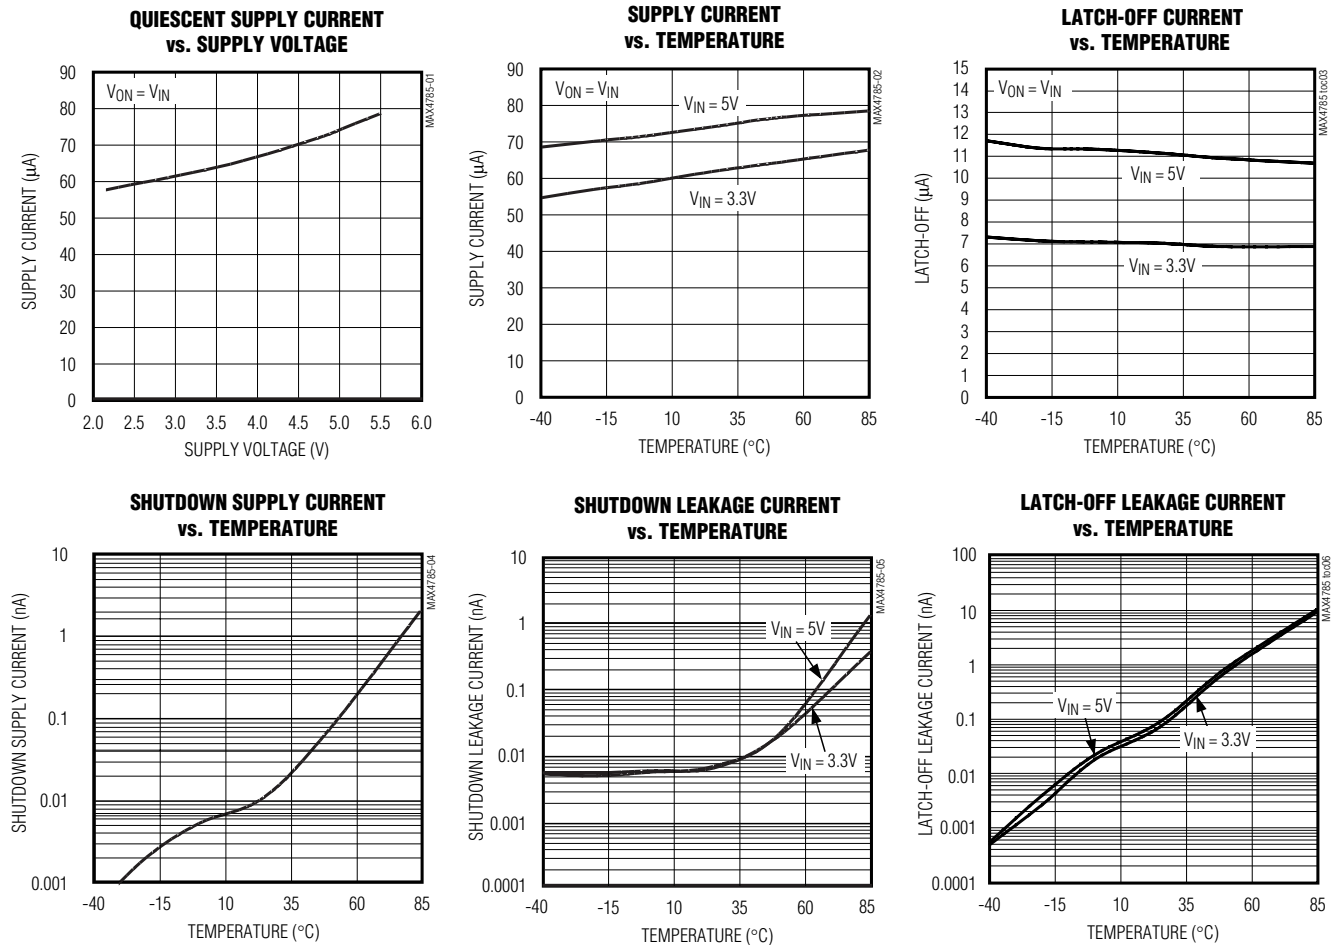 QUIESCENT SUPPLY CURRENT
vs. SUPPLY VOLTAGE
90
80
70
60
50
40
30
20
10
0
SUPPLY CURRENT (µA)
V_ON = V_IN
MAX4785-01
2.0 2.5 3.0 3.5 4.0 4.5 5.0 5.5 6.0
SUPPLY VOLTAGE (V)
SUPPLY CURRENT
vs. TEMPERATURE
90
80
70
60
50
40
30
20
10
0
SUPPLY CURRENT (µA)
V_ON = V_IN
V_IN = 5V
V_IN = 3.3V
MAX4785-02
-40 -15 10 35 60 85
TEMPERATURE (°C)
LATCH-OFF CURRENT
vs. TEMPERATURE
15
14
13
12
11
10
9
8
7
6
5
4
3
2
1
0
LATCH-OFF (µA)
V_ON = V_IN
V_IN = 5V
V_IN = 3.3V
MAX4785 toc03
-40 -15 10 35 60 85
TEMPERATURE (°C)
SHUTDOWN SUPPLY CURRENT
vs. TEMPERATURE
10
1
0.1
0.01
0.001
SHUTDOWN SUPPLY CURRENT (nA)
MAX4785-04
-40 -15 10 35 60 85
TEMPERATURE (°C)
SHUTDOWN LEAKAGE CURRENT
vs. TEMPERATURE
10
1
0.1
0.01
0.001
0.0001
SHUTDOWN LEAKAGE CURRENT (nA)
V_IN = 5V
V_IN = 3.3V
MAX4785-05
-40 -15 10 35 60 85
TEMPERATURE (°C)
LATCH-OFF LEAKAGE CURRENT
vs. TEMPERATURE
100
10
1
0.1
0.01
0.001
0.0001
LATCH-OFF LEAKAGE CURRENT (nA)
V_IN = 5V
V_IN = 3.3V
MAX4785 toc06
-40 -15 10 35 60 85
TEMPERATURE (°C)